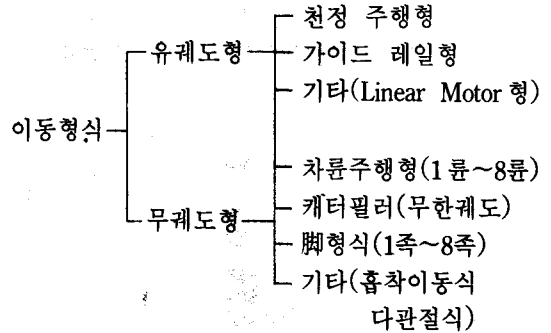 천정 주행형
유궤도형
가이드 레일형
기타(Linear Motor 형)
이동형식
차륜주행형(1륜~8륜)
캐터필러(무한궤도)
무궤도형
脚형식(1족~8족)
기타(흡착이동식
다관절식)